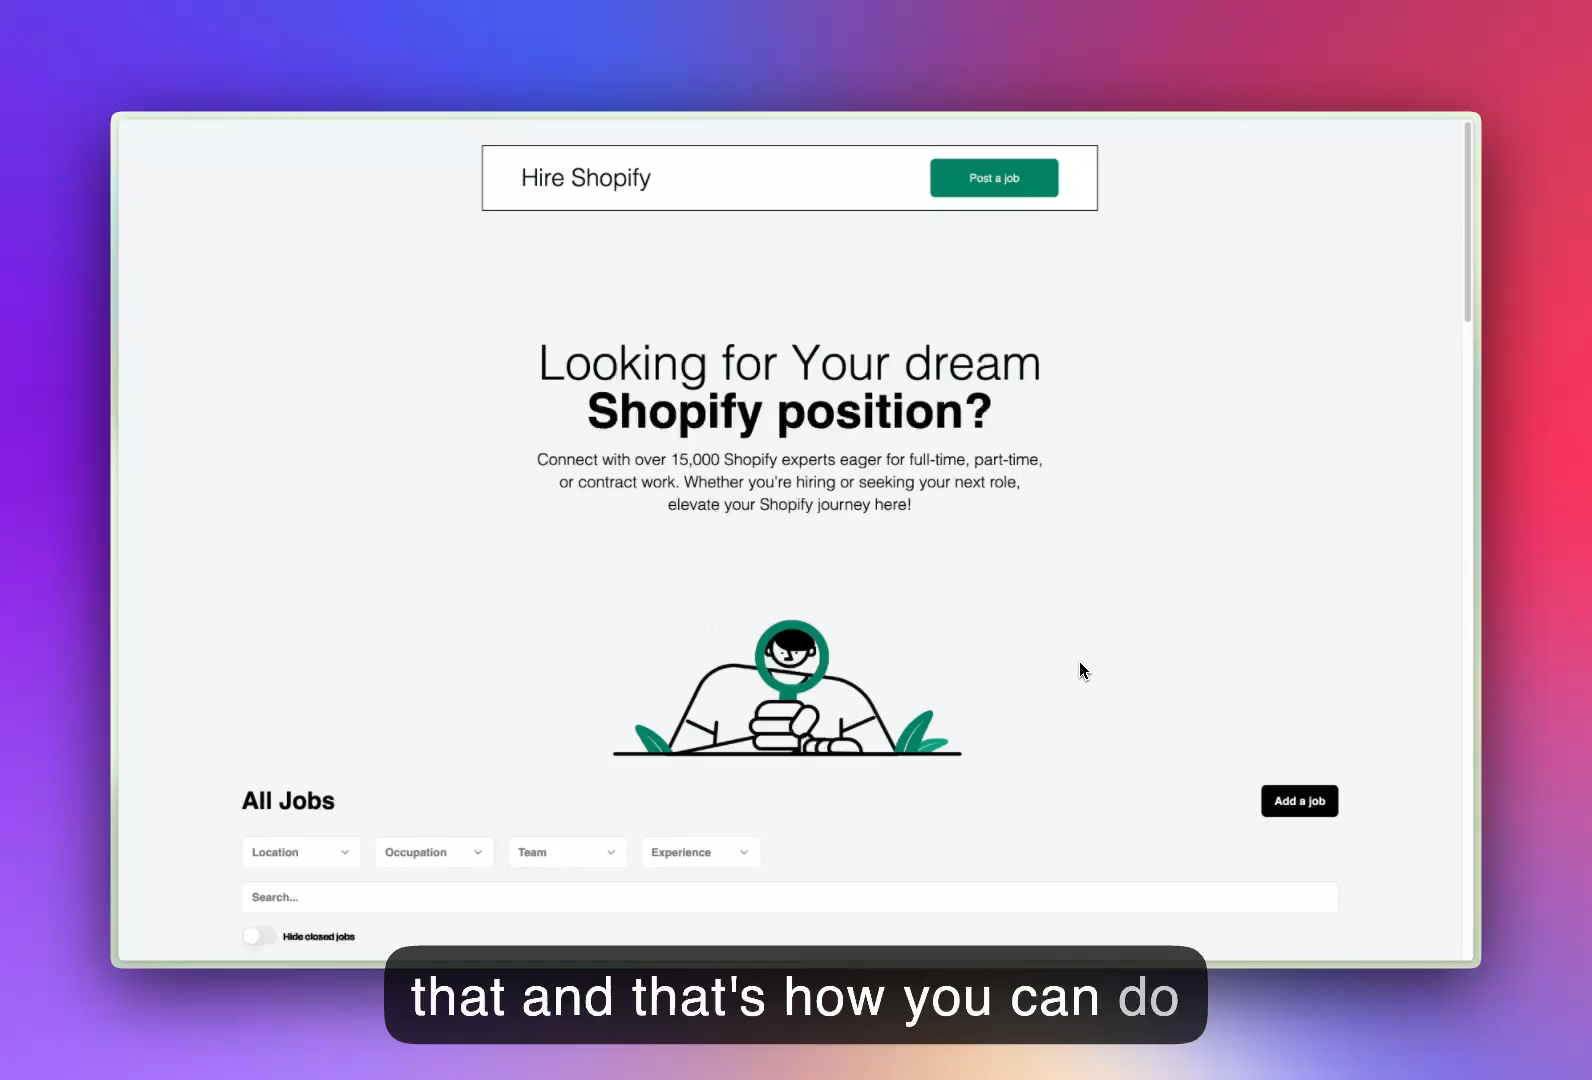 Hire Shopify
Post a job
Looking for Your dream
Shopify position?
Connect with over 15,000 Shopify experts eager for full-time, part-time,
or contract work. Whether you're hiring or seeking your next role,
elevate your Shopify journey here!
All Jobs
Add a job
Location
Occupation
Team
Experience
Search...
Hide closed jobs
that and that's how you can do